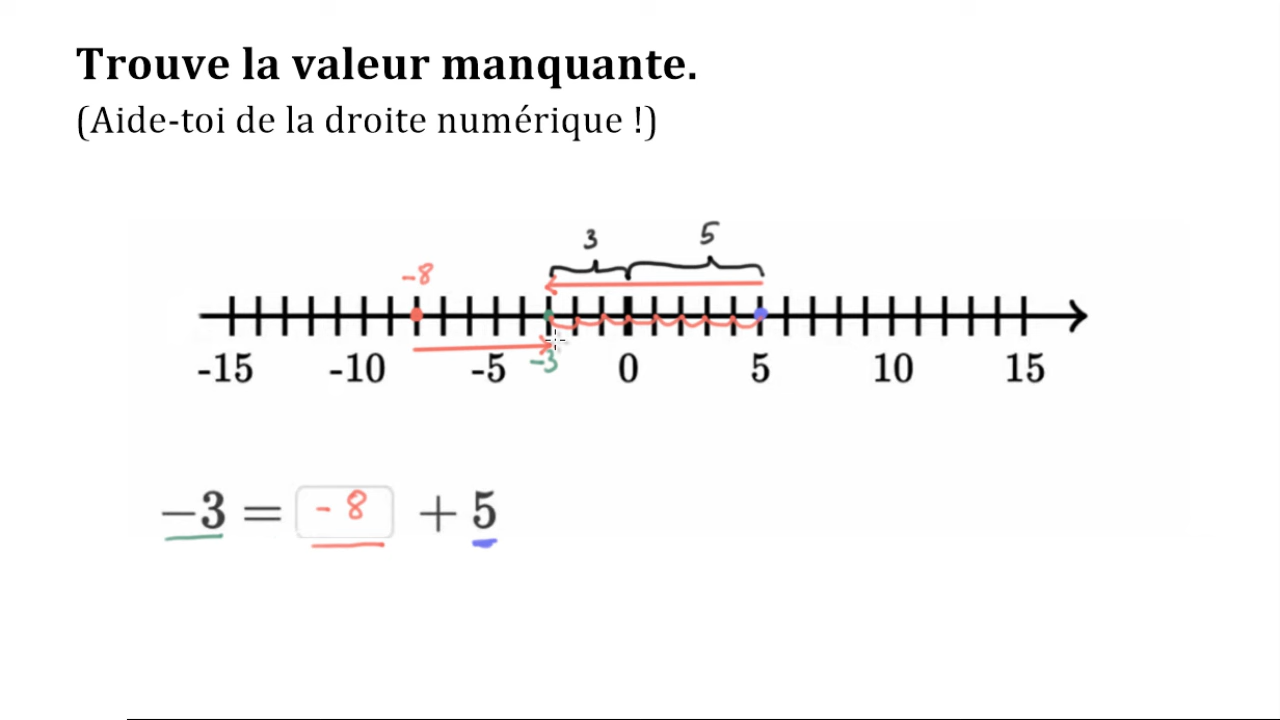 Trouve la valeur manquante.
(Aide-toi de la droite numérique !)
3 5
-8
-15 -10 -5 -3 0 5 10 15
-3 = -8 + 5